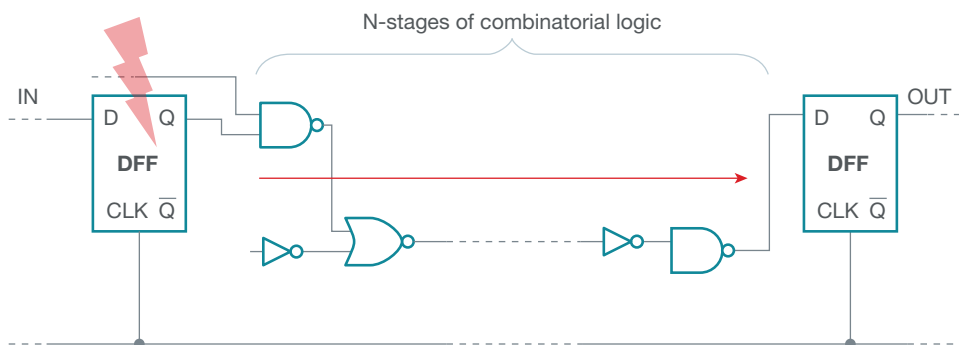 N-stages of combinatorial logic
IN
OUT
D Q
DFF
CLK Q̅
D Q
DFF
CLK Q̅